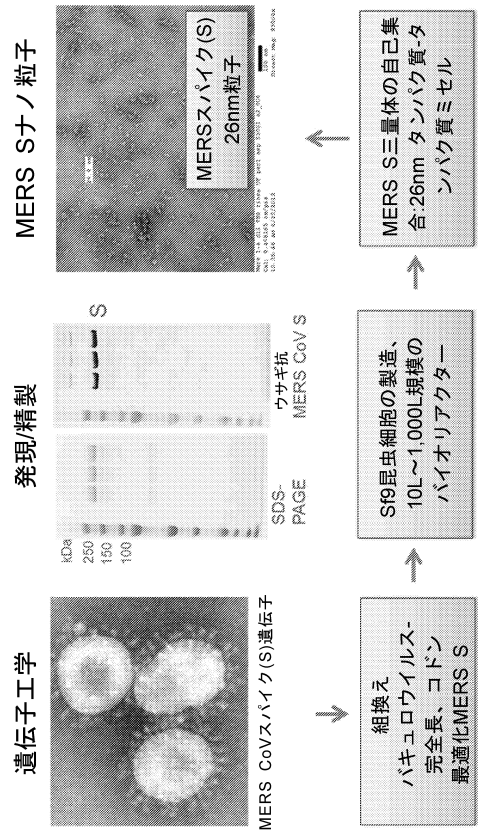 遺伝子工学
MERS CoVスパイク(S)遺伝子
組換え
バキュロウイルス-
完全長、コドン
最適化MERS S
発現/精製
kDa
250
150
100
S
SDS-
PAGE
ウサギ抗
MERS CoV S
Sf9昆虫細胞の製造、
10L~1,000L規模の
バイオリアクター
MERS Sナノ粒子
MERSスパイク(S)
26nm粒子
MERS S三量体の自己集
合:26nm タンパク質-タ
ンパク質ミセル